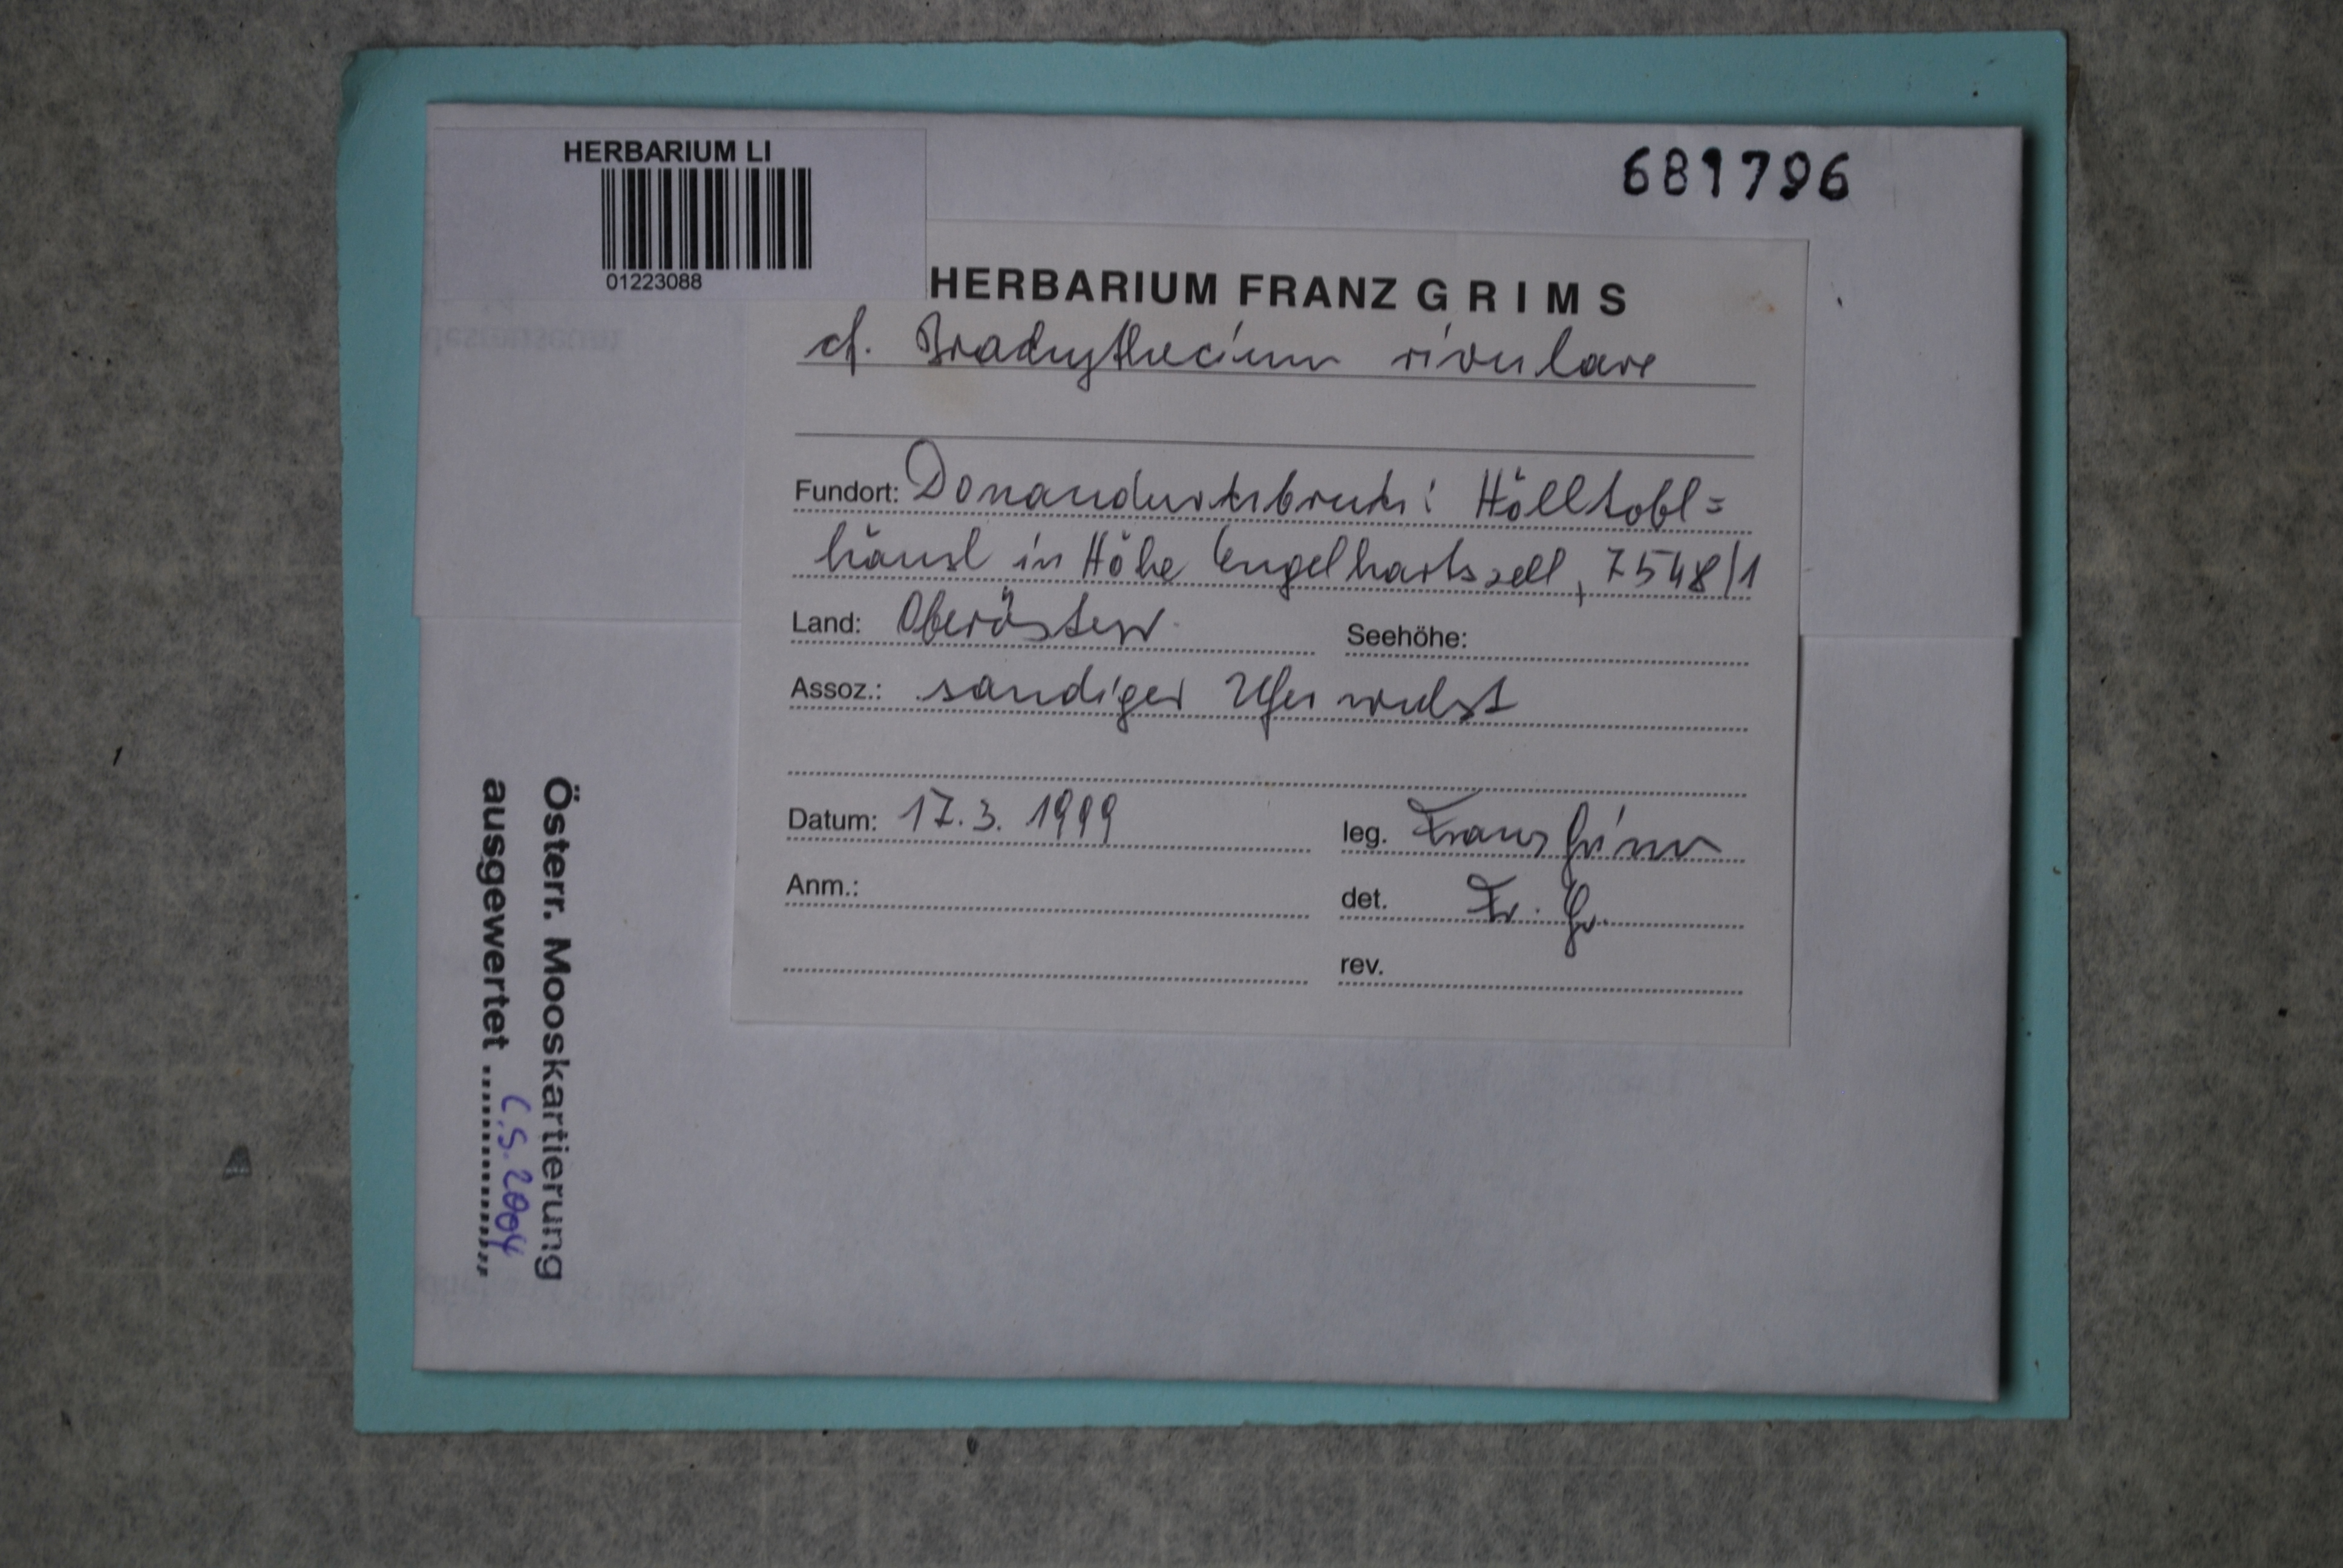 HERBARIUM LI
01223088
681796
HERBARIUM FRANZ GRIMS
cf. Brachythecium rivulare
Fundort: Donaudurchbruch: Hölltobl=
häusl in Höhe Engelhartszell, 7548/1
Land: Oberösterr.
Seehöhe:
Assoz.: sandiger Uferwulst
Datum: 17.3. 1999
leg. Franz Grims
Anm.:
det. Fr. Gr.
rev.
Österr. Mooskartierung
ausgewertet C.S. 2004